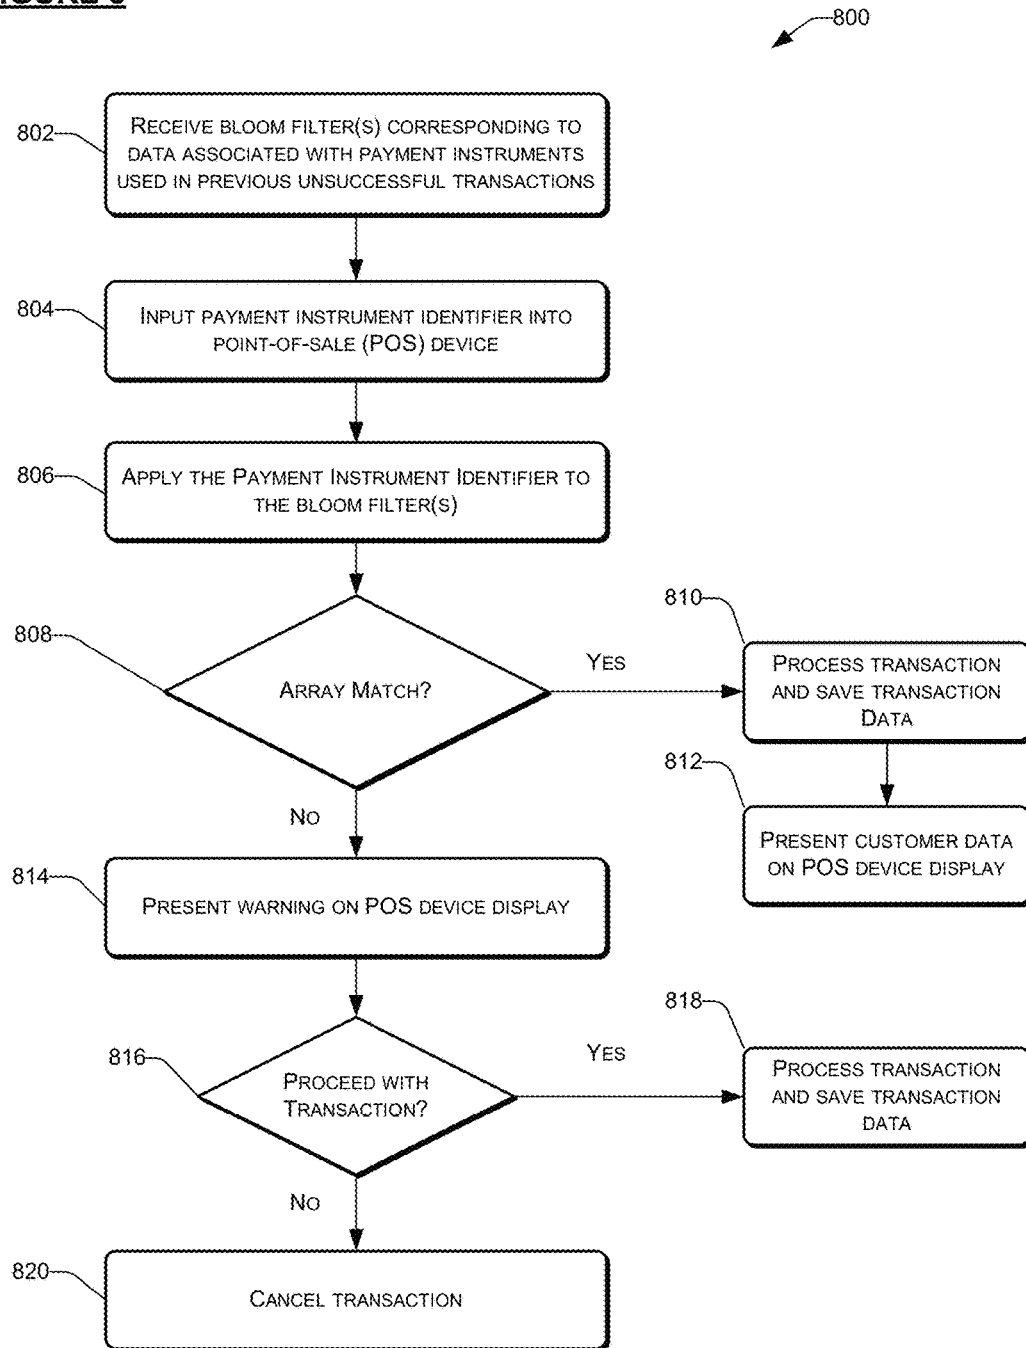 800
802
RECEIVE BLOOM FILTER(S) CORRESPONDING TO
DATA ASSOCIATED WITH PAYMENT INSTRUMENTS
USED IN PREVIOUS UNSUCCESSFUL TRANSACTIONS
804
INPUT PAYMENT INSTRUMENT IDENTIFIER INTO
POINT-OF-SALE (POS) DEVICE
806
APPLY THE PAYMENT INSTRUMENT IDENTIFIER TO
THE BLOOM FILTER(S)
808
ARRAY MATCH?
YES
810
PROCESS TRANSACTION
AND SAVE TRANSACTION
DATA
812
PRESENT CUSTOMER DATA
ON POS DEVICE DISPLAY
NO
814
PRESENT WARNING ON POS DEVICE DISPLAY
816
PROCEED WITH
TRANSACTION?
YES
818
PROCESS TRANSACTION
AND SAVE TRANSACTION
DATA
NO
820
CANCEL TRANSACTION